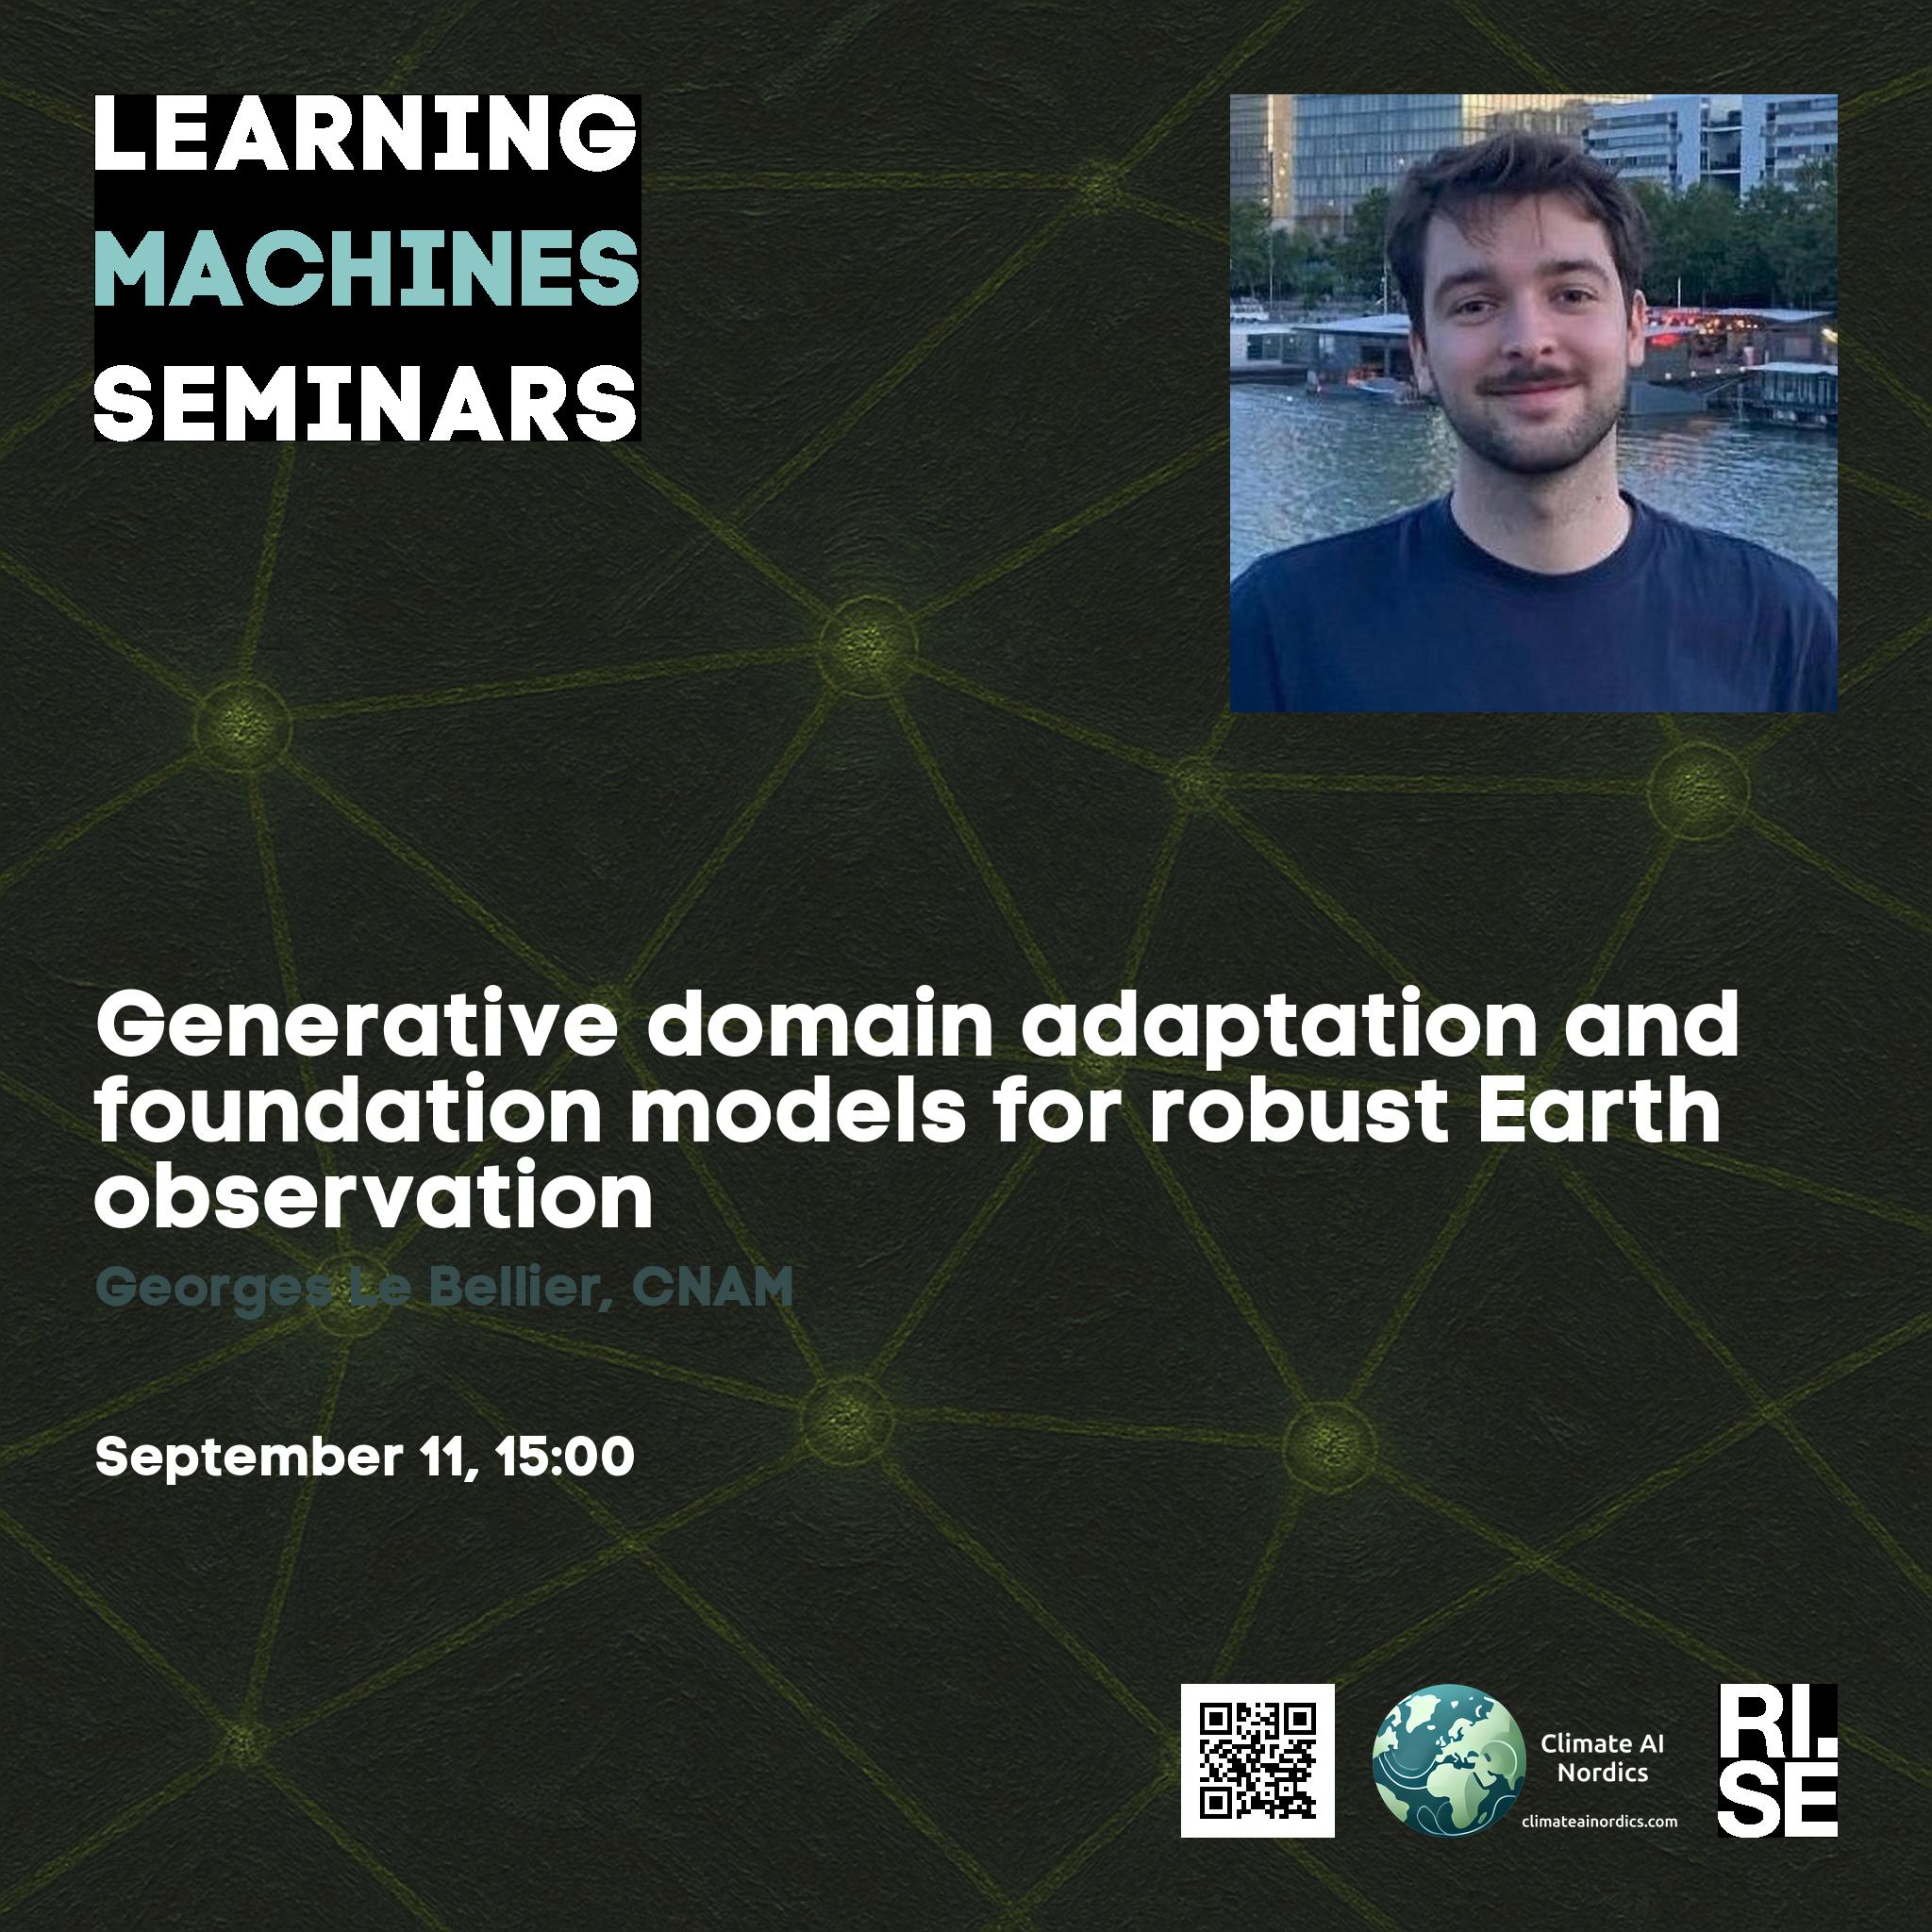 LEARNING
MACHINES
SEMINARS
Generative domain adaptation and
foundation models for robust Earth
observation
Georges Le Bellier, CNAM
September 11, 15:00
Climate AI
Nordics
climateainordics.com
RI.
SE